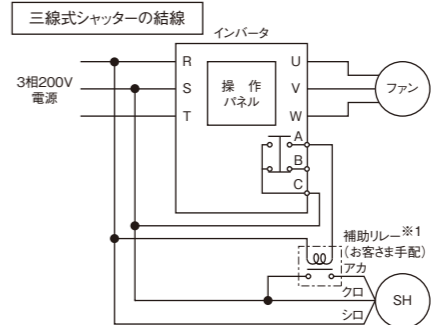 三線式シャッターの結線
インバータ
3相200V
電源
R
S
T
操 作
パネル
U
V
W
ファン
A
B
C
補助リレー※1
(お客さま手配)
アカ
クロ
シロ
SH